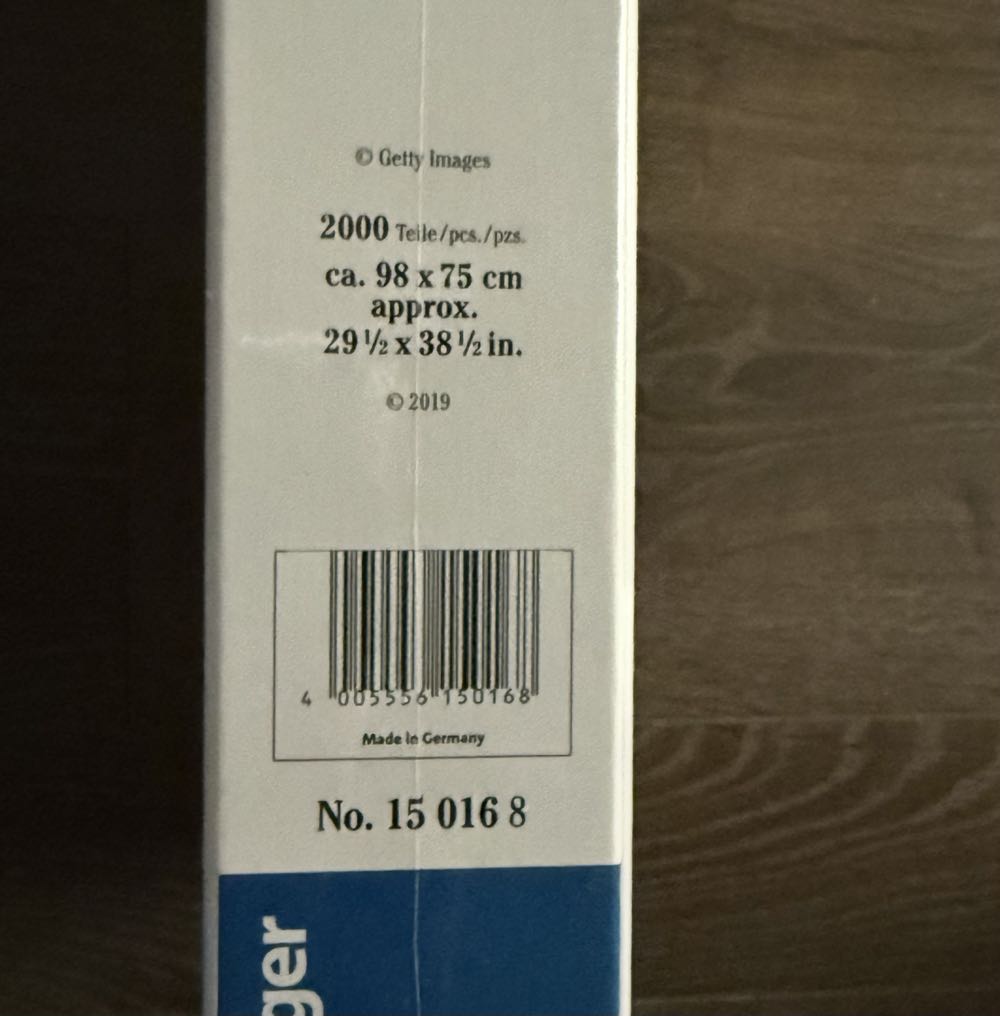 © Getty Images
2000 Teile/pcs./pzs.
ca. 98 x 75 cm
approx.
29 ½ x 38 ½ in.
© 2019
4 005556 150168
Made in Germany
No. 15 016 8
ger